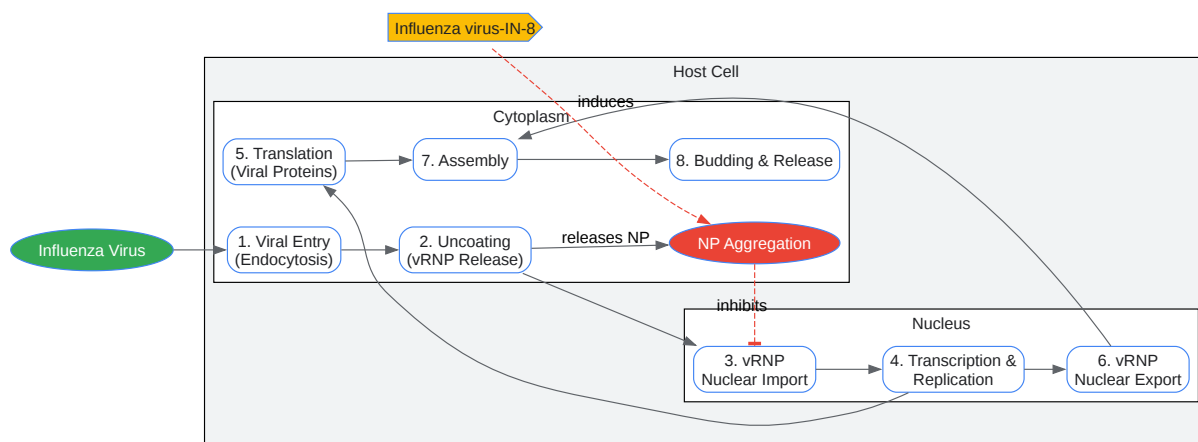 Influenza virus-IN-8
Host Cell
induces
Cytoplasm
5. Translation
(Viral Proteins)
7. Assembly
8. Budding & Release
Influenza Virus
1. Viral Entry
(Endocytosis)
2. Uncoating
(vRNP Release)
releases NP
NP Aggregation
inhibits
Nucleus
3. vRNP
Nuclear Import
4. Transcription &
Replication
6. vRNP
Nuclear Export